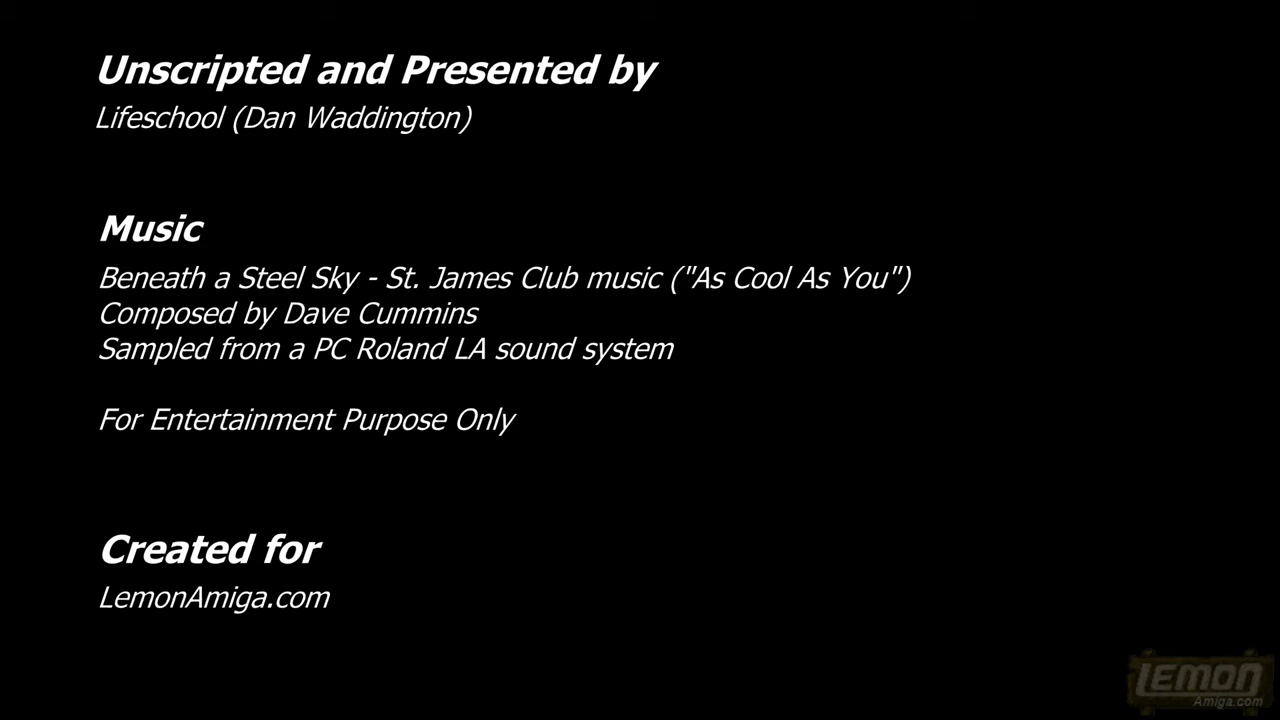 Unscripted and Presented by
Lifeschool (Dan Waddington)
Music
Beneath a Steel Sky - St. James Club music ("As Cool As You")
Composed by Dave Cummins
Sampled from a PC Roland LA sound system
For Entertainment Purpose Only
Created for
LemonAmiga.com
LEMON
Amiga.com